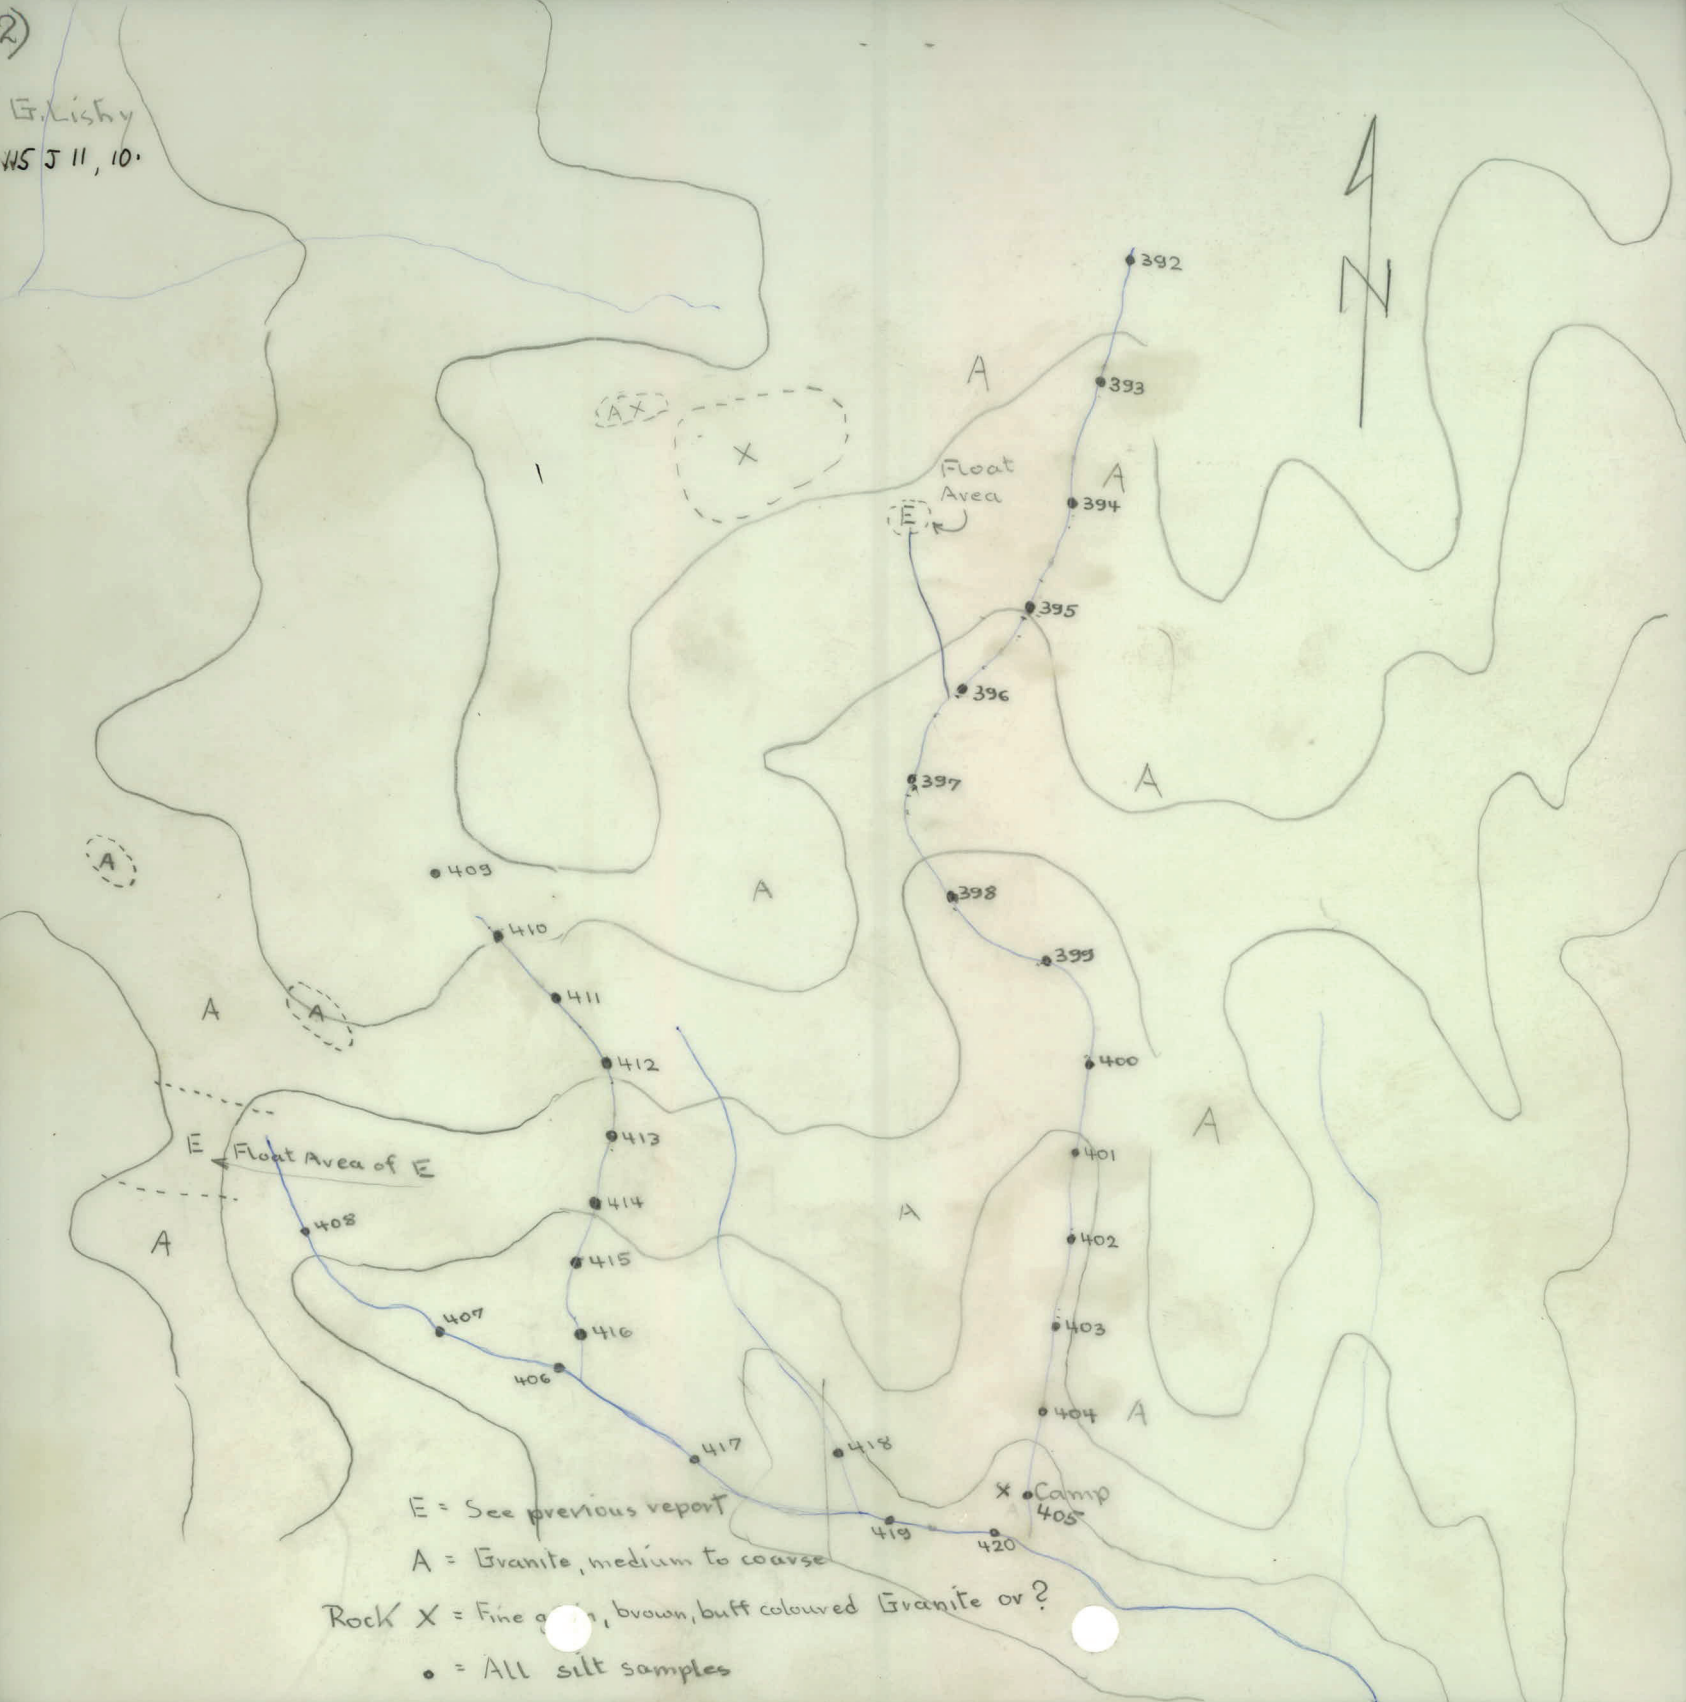 2)
G. Lishy
J 11, 10.
N
392
A
393
A X
X
Float
Area
A
E
394
395
396
397
A
A
409
398
A
410
399
411
A
A
412
400
A
413
401
E
Float Area of E
414
A
408
402
A
415
407
416
403
406
404
A
417
418
x Camp
405
E = See previous report
419
420
A = Granite, medium to coarse
Rock X = Fine brown, buff coloured Granite or ?
• = All silt samples